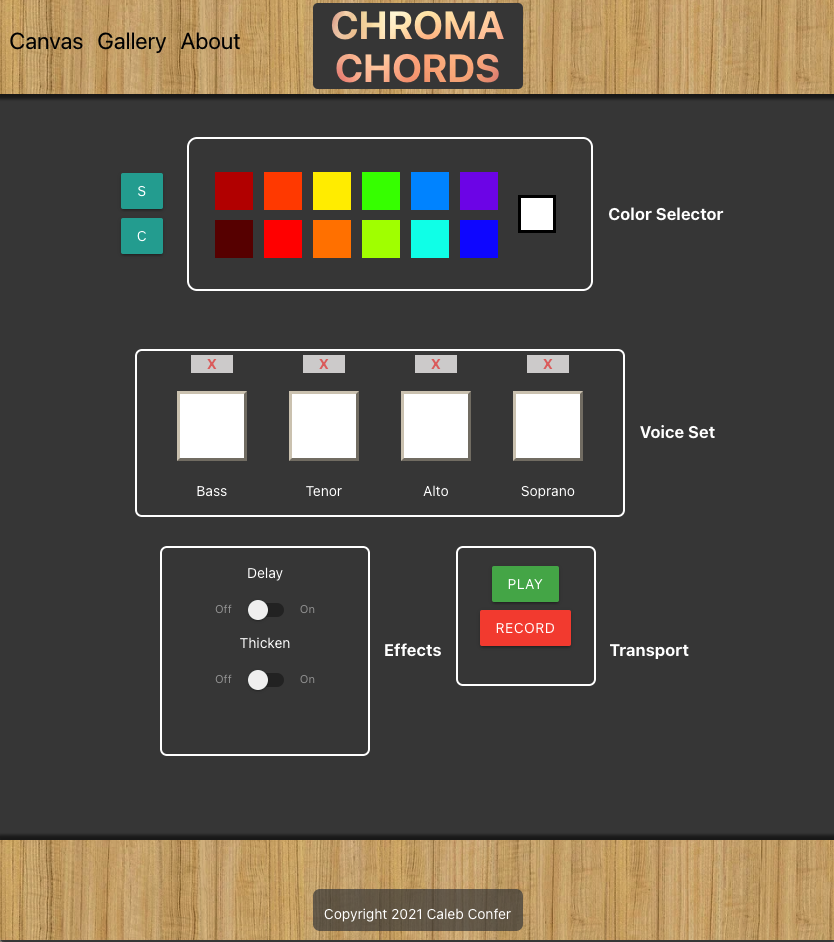 Canvas Gallery About
CHROMA
CHORDS
S
C
Color Selector
X X X X
Voice Set
Bass Tenor Alto Soprano
Delay
Off On
Thicken
Off On
Effects
PLAY
RECORD
Transport
Copyright 2021 Caleb Confer